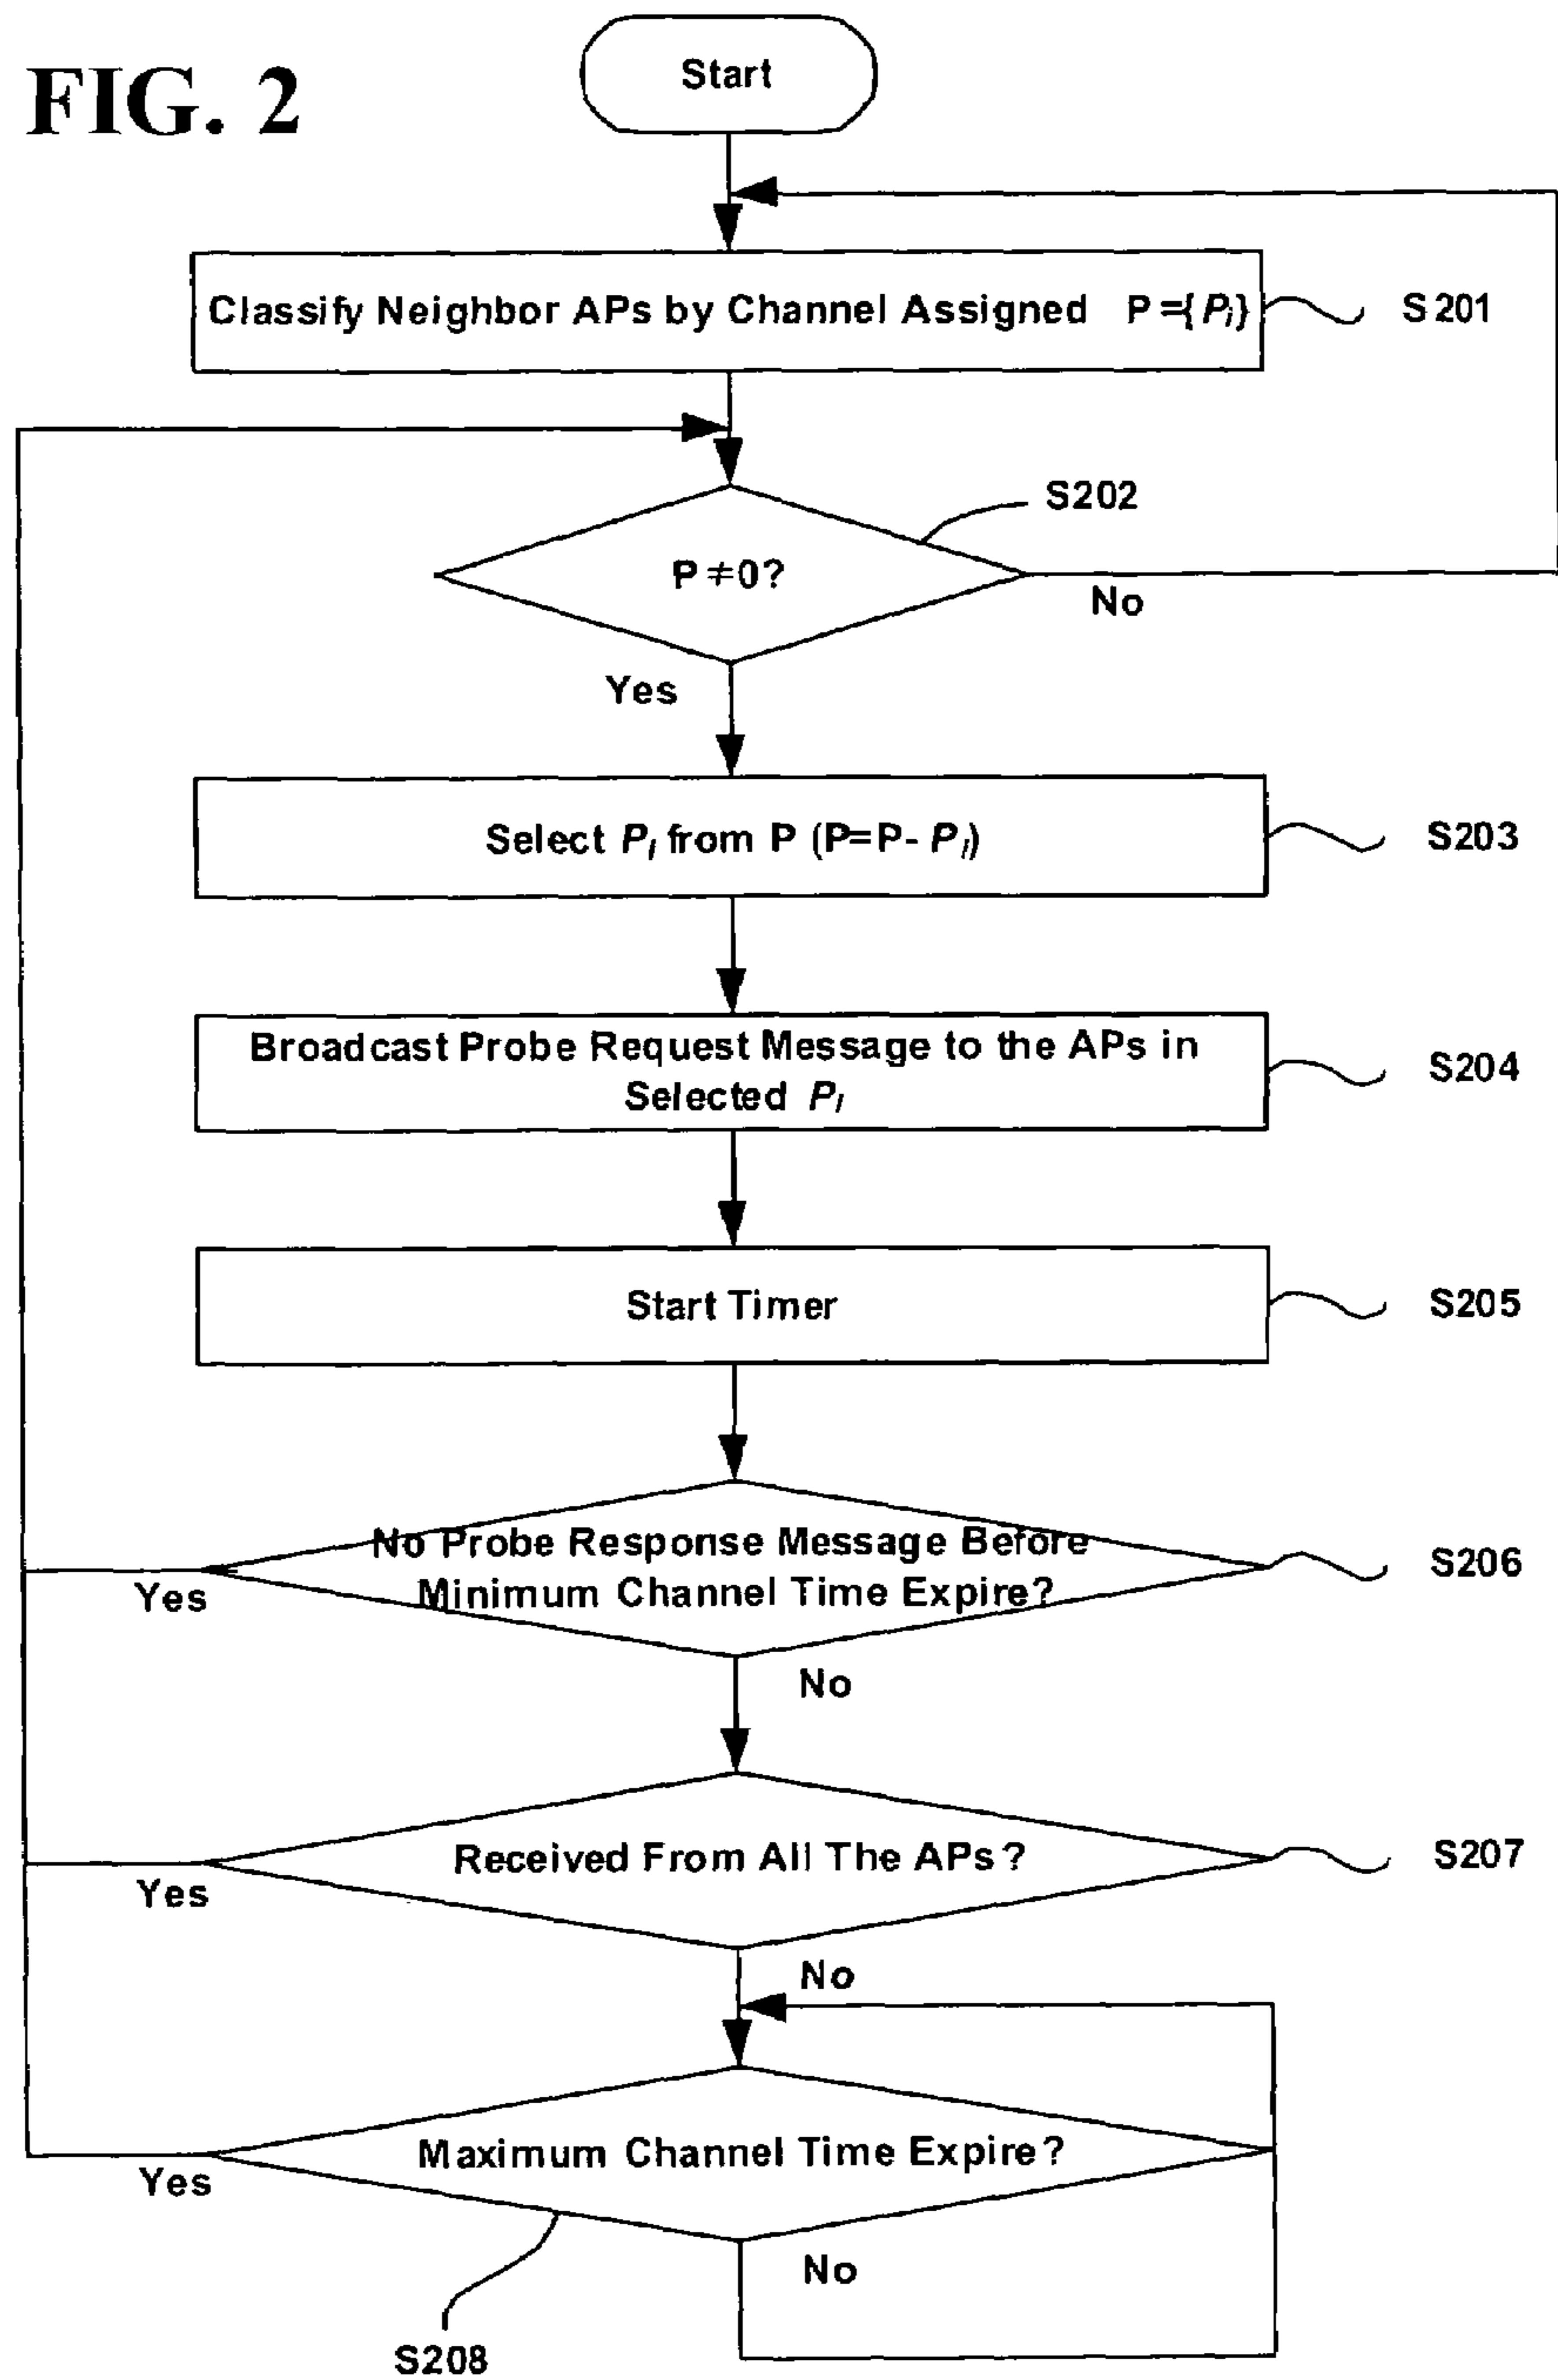 FIG. 2
Start
Classify Neighbor APs by Channel Assigned P={Pi}
S201
S202
P≠0?
No
Yes
Select Pi from P (P=P- Pi)
S203
Broadcast Probe Request Message to the APs in
Selected Pi
S204
Start Timer
S205
No Probe Response Message Before
Minimum Channel Time Expire?
S206
Yes
No
Received From All The APs?
S207
Yes
No
Maximum Channel Time Expire?
Yes
No
S208